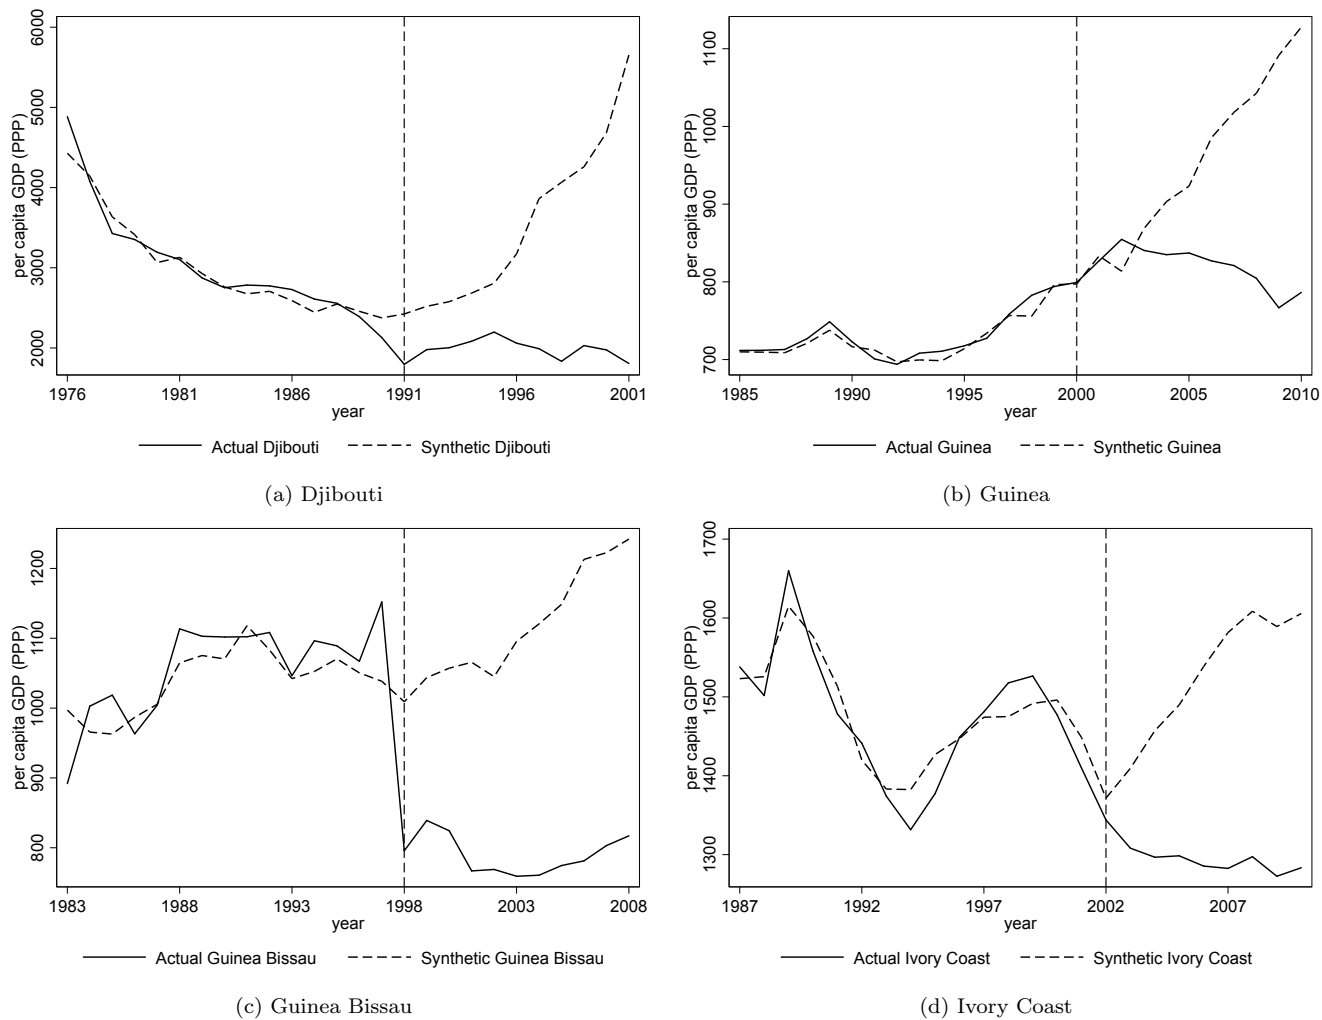 per capita GDP (PPP)
6000
5000
4000
3000
2000
1976 1981 1986 1991 1996 2001
year
Actual Djibouti Synthetic Djibouti
(a) Djibouti
per capita GDP (PPP)
1100
1000
900
800
700
1985 1990 1995 2000 2005 2010
year
Actual Guinea Synthetic Guinea
(b) Guinea
per capita GDP (PPP)
1200
1100
1000
900
800
1983 1988 1993 1998 2003 2008
year
Actual Guinea Bissau Synthetic Guinea Bissau
(c) Guinea Bissau
per capita GDP (PPP)
1700
1600
1500
1400
1300
1987 1992 1997 2002 2007
year
Actual Ivory Coast Synthetic Ivory Coast
(d) Ivory Coast